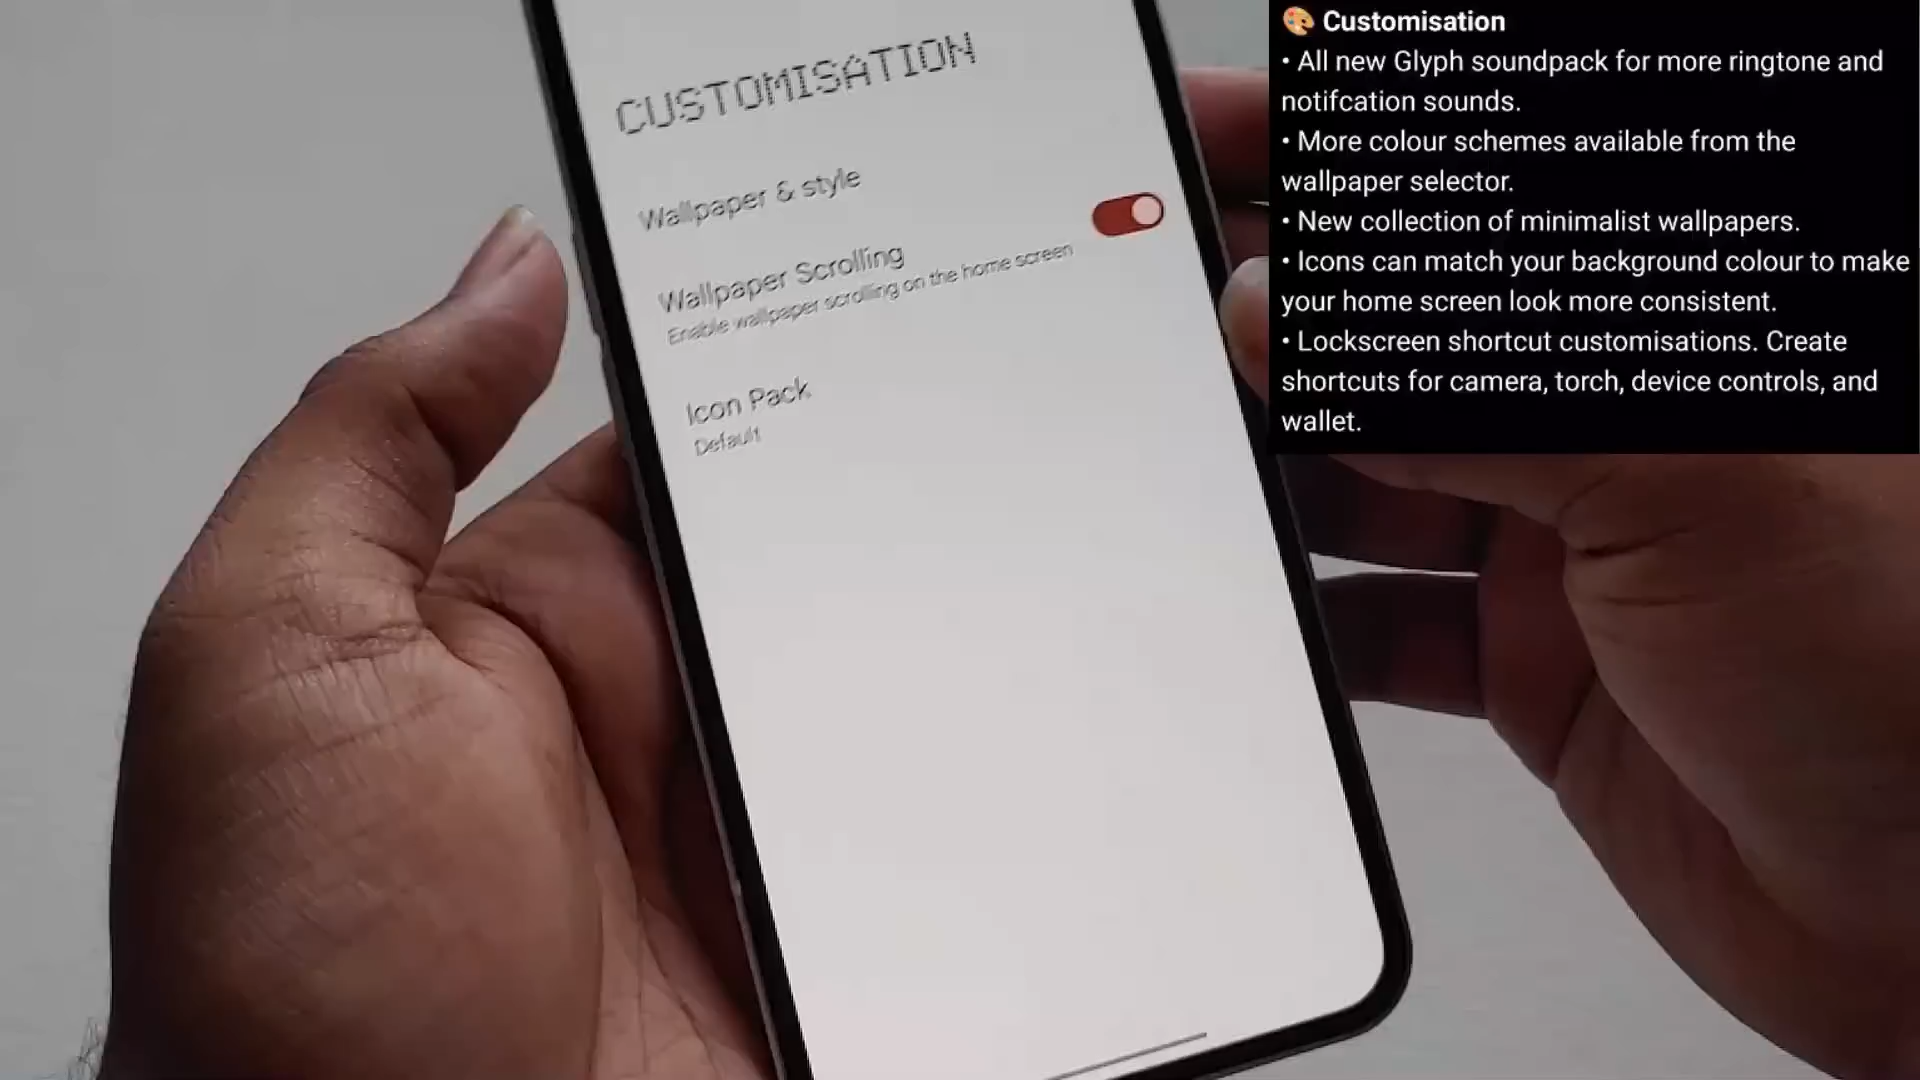 CUSTOMISATION
Wallpaper & style
Wallpaper Scrolling
Enable wallpaper scrolling on the home screen
Icon Pack
Default
🎨 Customisation
• All new Glyph soundpack for more ringtone and
notifcation sounds.
• More colour schemes available from the
wallpaper selector.
• New collection of minimalist wallpapers.
• Icons can match your background colour to make
your home screen look more consistent.
• Lockscreen shortcut customisations. Create
shortcuts for camera, torch, device controls, and
wallet.